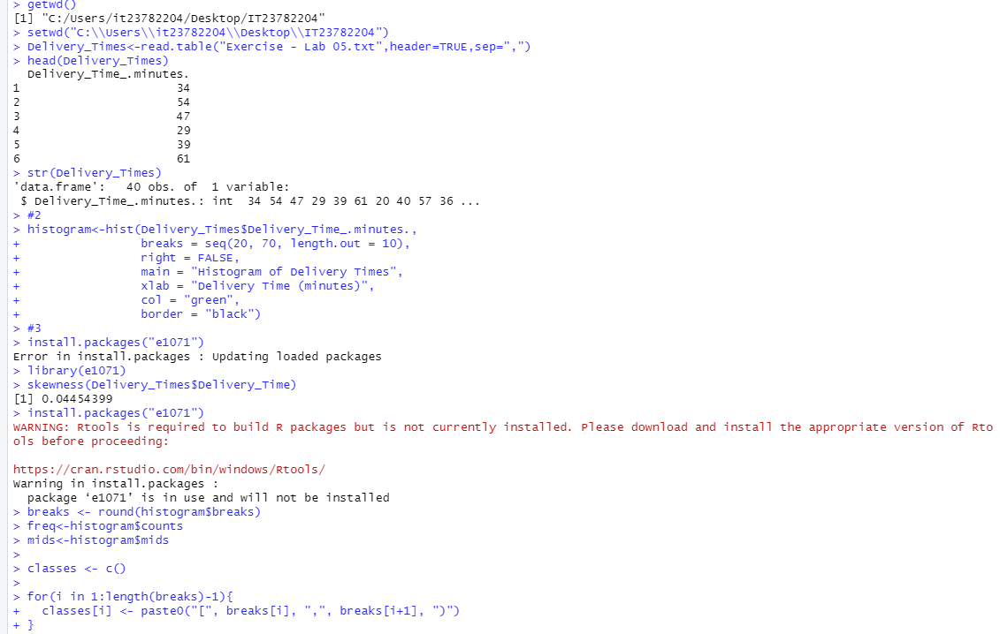 > getwd()
[1] "C:/Users/it23782204/Desktop/IT23782204"
> setwd("C:\\Users\\it23782204\\Desktop\\IT23782204")
> Delivery_Times<-read.table("Exercise - Lab 05.txt",header=TRUE,sep=",")
> head(Delivery_Times)
  Delivery_Time_.minutes.
1                      34
2                      54
3                      47
4                      29
5                      39
6                      61
> str(Delivery_Times)
'data.frame':   40 obs. of  1 variable:
 $ Delivery_Time_.minutes.: int  34 54 47 29 39 61 20 40 57 36 ...
> #2
> histogram<-hist(Delivery_Times$Delivery_Time_.minutes.,
+                 breaks = seq(20, 70, length.out = 10),
+                 right = FALSE,
+                 main = "Histogram of Delivery Times",
+                 xlab = "Delivery Time (minutes)",
+                 col = "green",
+                 border = "black")
> #3
> install.packages("e1071")
Error in install.packages : Updating loaded packages
> library(e1071)
> skewness(Delivery_Times$Delivery_Time)
[1] 0.04454399
> install.packages("e1071")
WARNING: Rtools is required to build R packages but is not currently installed. Please download and install the appropriate version of Rto
ols before proceeding:

https://cran.rstudio.com/bin/windows/Rtools/
Warning in install.packages :
  package ‘e1071’ is in use and will not be installed
> breaks <- round(histogram$breaks)
> freq<-histogram$counts
> mids<-histogram$mids
>
> classes <- c()
>
> for(i in 1:length(breaks)-1){
+   classes[i] <- paste0("[", breaks[i], ",", breaks[i+1], ")")
+ }